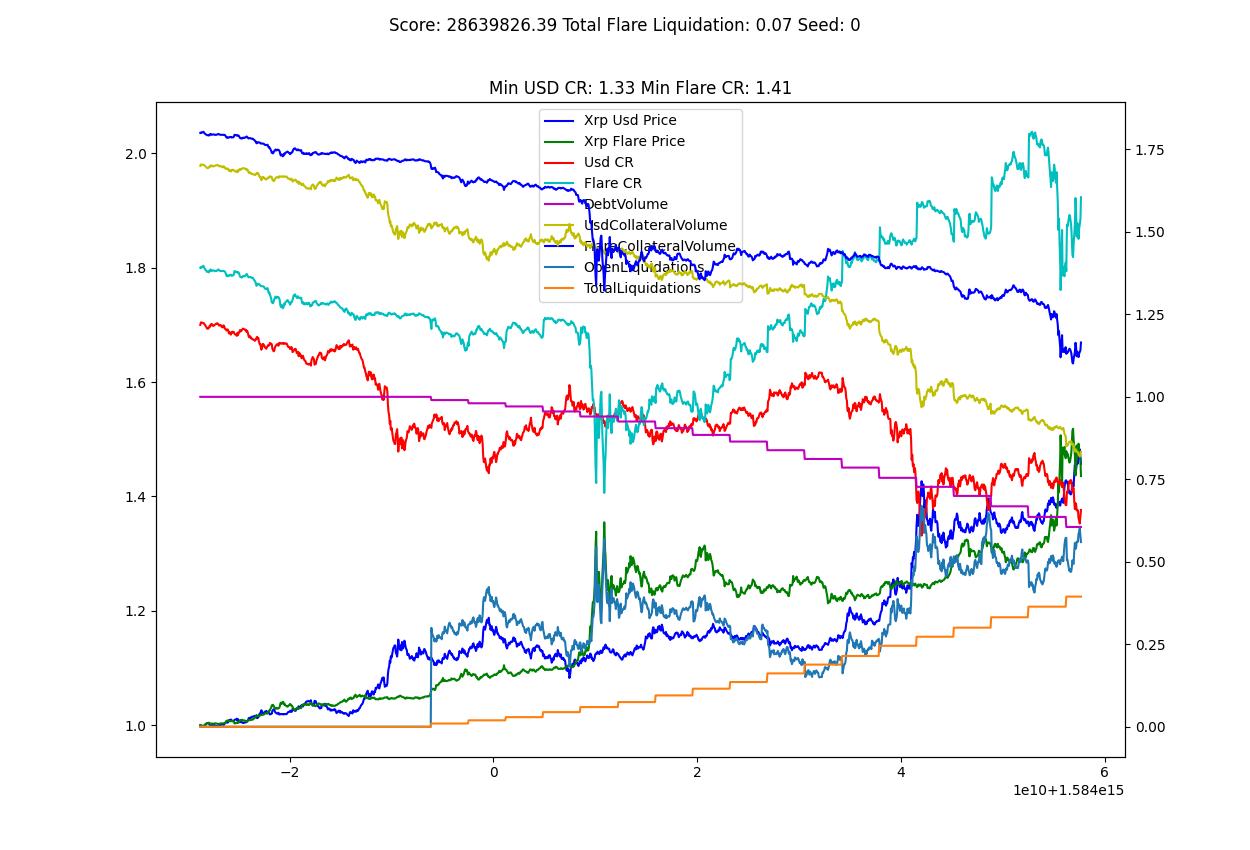 Score: 28639826.39 Total Flare Liquidation: 0.07 Seed: 0
Min USD CR: 1.33 Min Flare CR: 1.41
Xrp Usd Price
Xrp Flare Price
Usd CR
Flare CR
DebtVolume
UsdCollateralVolume
FlareCollateralVolume
OpenLiquidations
TotalLiquidations
2.0
1.8
1.6
1.4
1.2
1.0
1.75
1.50
1.25
1.00
0.75
0.50
0.25
0.00
−2 0 2 4 6
1e10+1.584e15